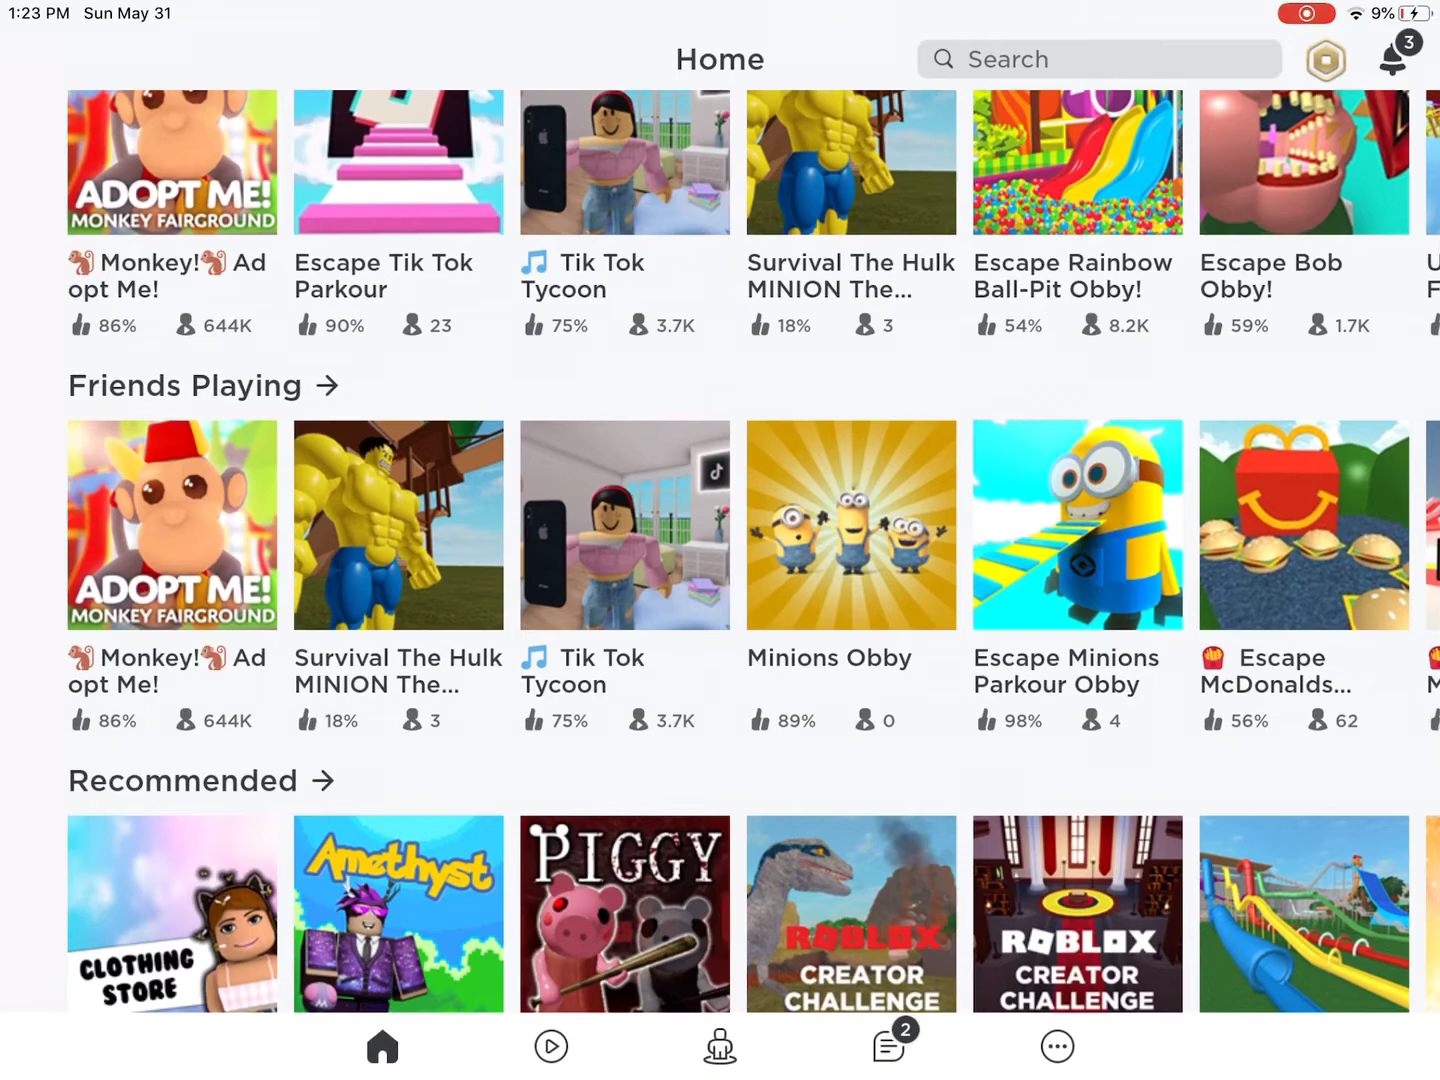 1:23 PM Sun May 31
9%
Home
Search
3
ADOPT ME!
MONKEY FAIRGROUND
🐒 Monkey!🐒 Ad
opt Me!
86% 644K
Escape Tik Tok
Parkour
90% 23
🎵 Tik Tok
Tycoon
75% 3.7K
Survival The Hulk
MINION The...
18% 3
Escape Rainbow
Ball-Pit Obby!
54% 8.2K
Escape Bob
Obby!
59% 1.7K
U
F
Friends Playing →
ADOPT ME!
MONKEY FAIRGROUND
🐒 Monkey!🐒 Ad
opt Me!
86% 644K
Survival The Hulk
MINION The...
18% 3
🎵 Tik Tok
Tycoon
75% 3.7K
Minions Obby
89% 0
Escape Minions
Parkour Obby
98% 4
🍟 Escape
McDonalds...
56% 62
Recommended →
CLOTHING
STORE
Amethyst
PIGGY
ROBLOX
CREATOR
CHALLENGE
ROBLOX
CREATOR
CHALLENGE
2